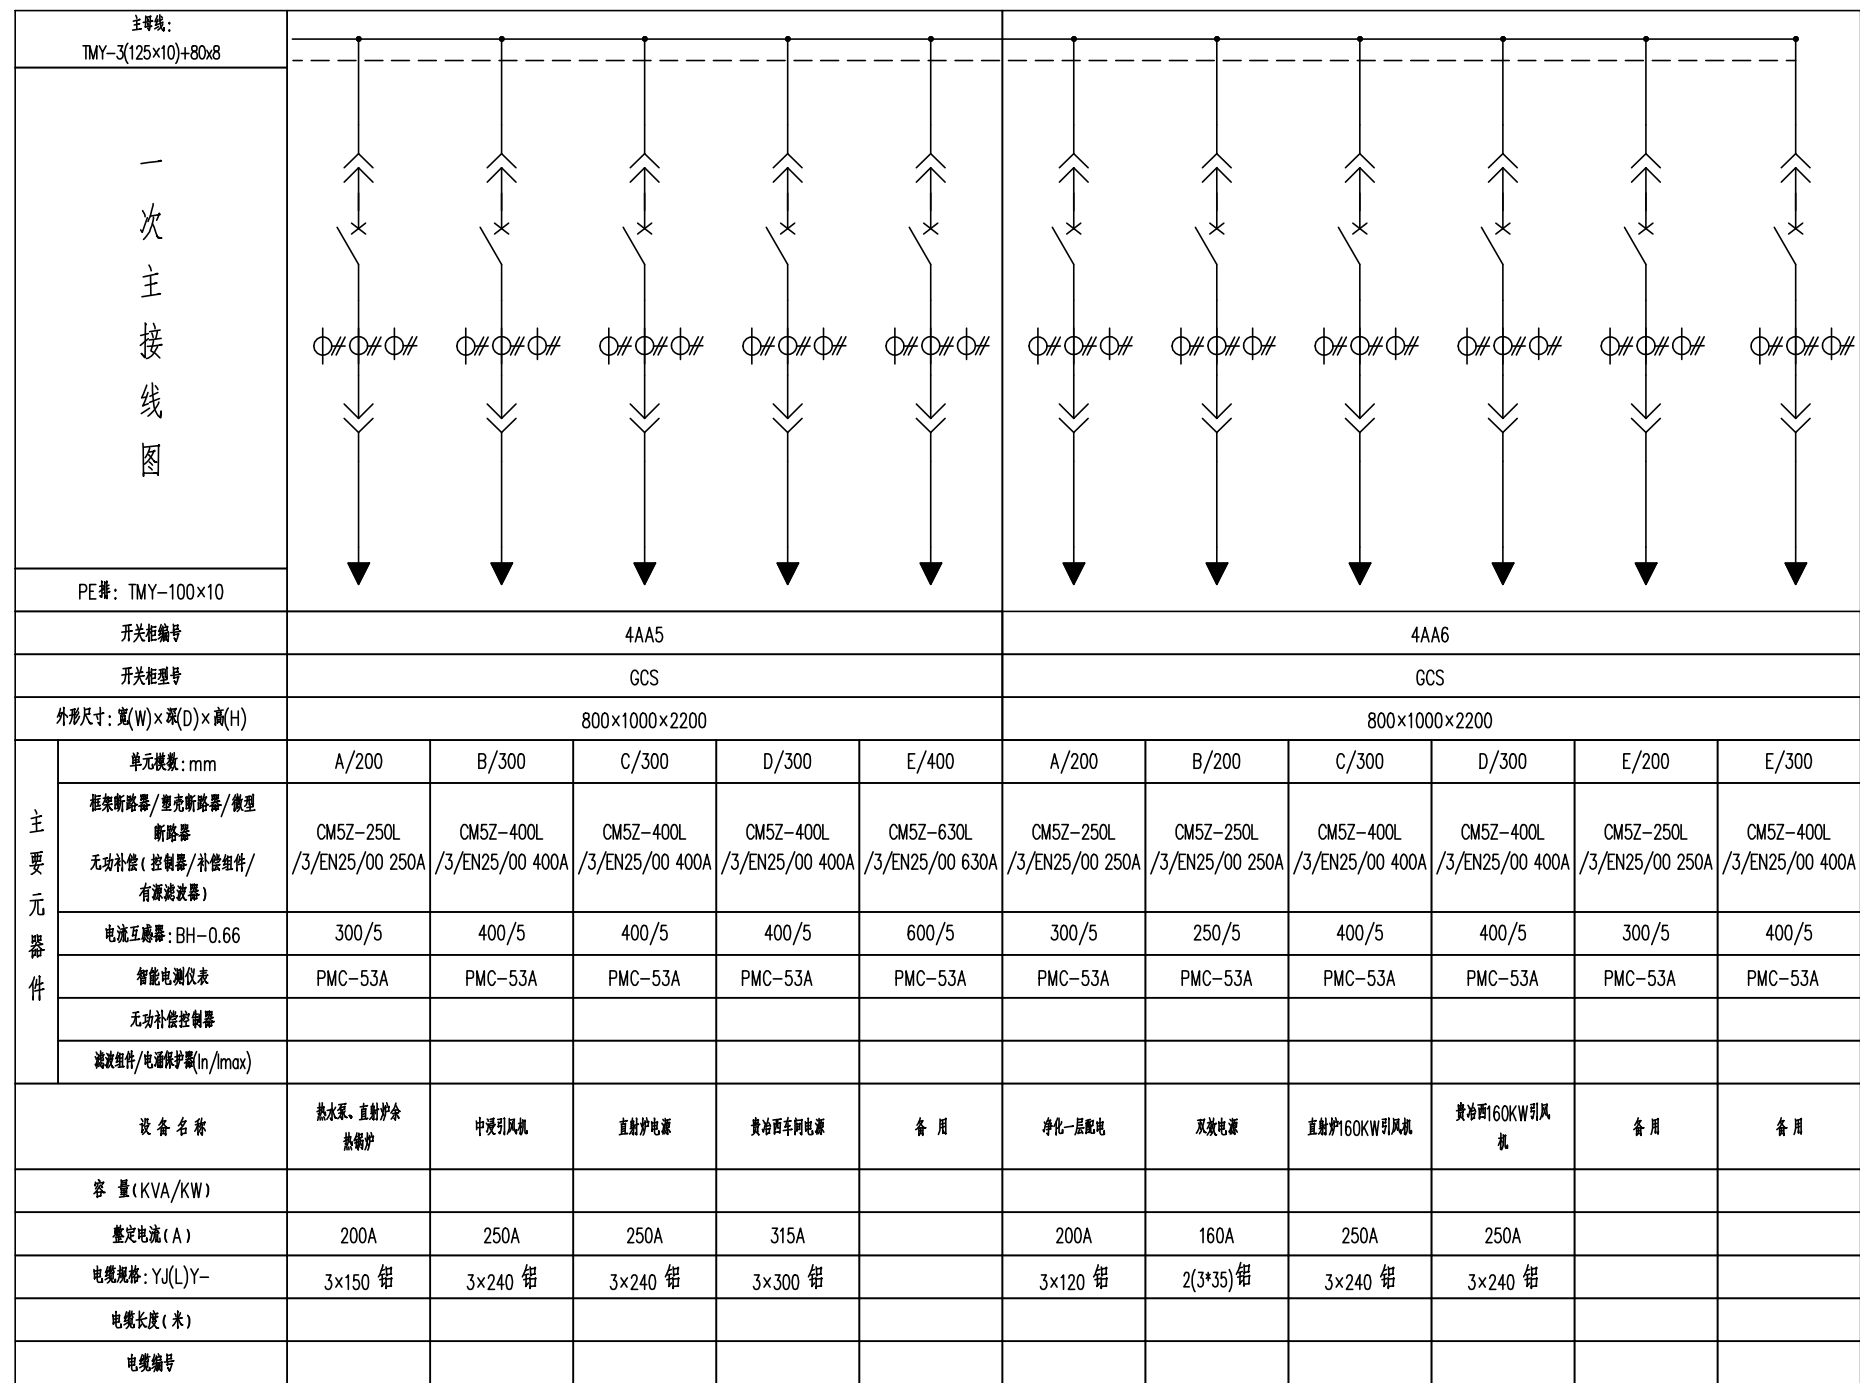 主母线:
TMY-3(125×10)+80x8
一
次
主
接
线
图
PE排: TMY-100×10
开关柜编号 4AA5 4AA6
开关柜型号 GCS GCS
外形尺寸: 宽(W)×深(D)×高(H) 800×1000×2200 800×1000×2200
主
要
元
器
件
单元模数: mm A/200 B/300 C/300 D/300 E/400 A/200 B/200 C/300 D/300 E/200 E/300
框架断路器/塑壳断路器/微型
断路器
无功补偿(控制器/补偿组件/
有源滤波器)
CM5Z-250L CM5Z-400L CM5Z-400L CM5Z-400L CM5Z-630L CM5Z-250L CM5Z-250L CM5Z-400L CM5Z-400L CM5Z-250L CM5Z-400L
/3/EN25/00 250A /3/EN25/00 400A /3/EN25/00 400A /3/EN25/00 400A /3/EN25/00 630A /3/EN25/00 250A /3/EN25/00 250A /3/EN25/00 400A /3/EN25/00 400A /3/EN25/00 250A /3/EN25/00 400A
电流互感器: BH-0.66 300/5 400/5 400/5 400/5 600/5 300/5 250/5 400/5 400/5 300/5 400/5
智能电测仪表 PMC-53A PMC-53A PMC-53A PMC-53A PMC-53A PMC-53A PMC-53A PMC-53A PMC-53A PMC-53A PMC-53A
无功补偿控制器
滤波组件/电涌保护器(In/Imax)
设 备 名 称
热水泵、直射炉余
热锅炉
中浸引风机 直射炉电源 贵冶西车间电源 备 用 净化一层配电 双效电源 直射炉160KW引风机
贵冶西160KW引风
机
备 用 备 用
容 量(KVA/KW)
整定电流(A) 200A 250A 250A 315A 200A 160A 250A 250A
电缆规格: YJ(L)Y- 3×150 铝 3×240 铝 3×240 铝 3×300 铝 3×120 铝 2(3*35)铝 3×240 铝 3×240 铝
电缆长度(米)
电缆编号